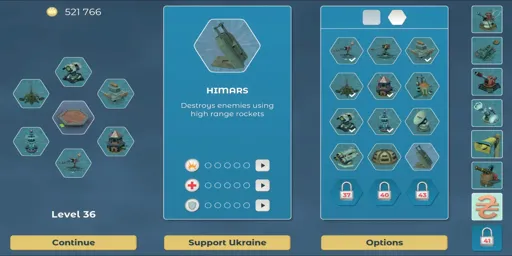 521 766
Level 36
Continue
HIMARS
Destroys enemies using
high range rockets
Support Ukraine
37
40
43
Options
₴
41